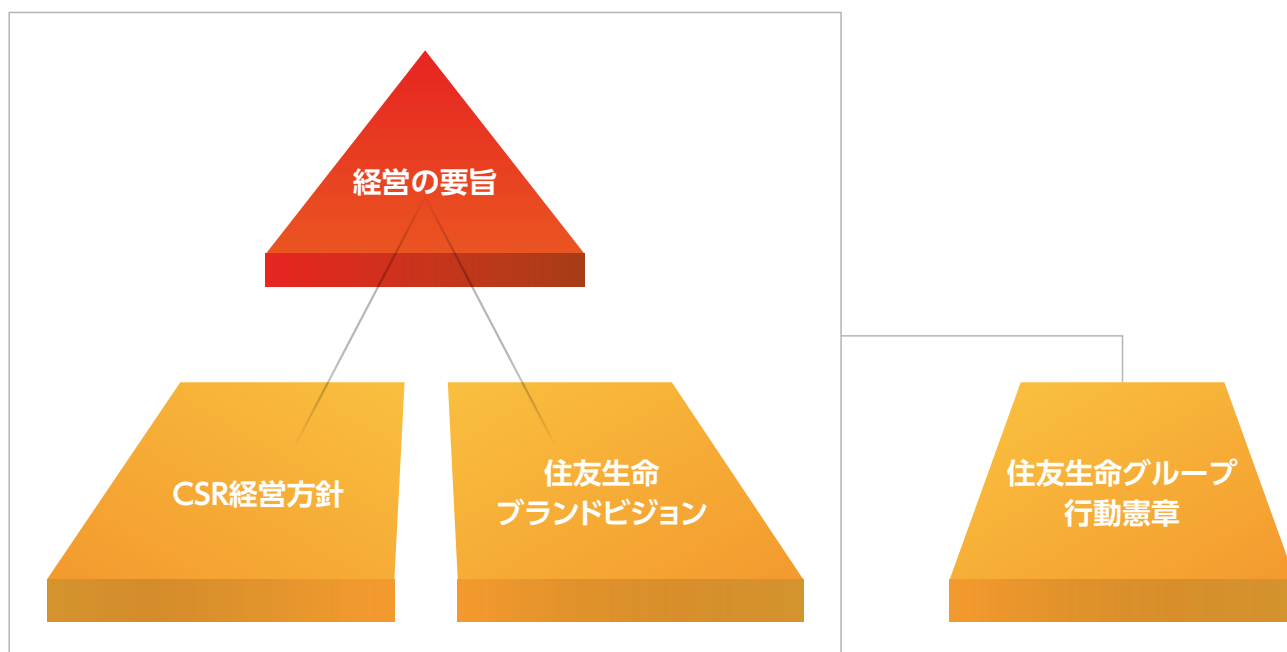 経営の要旨
CSR経営方針
住友生命
ブランドビジョン
住友生命グループ
行動憲章